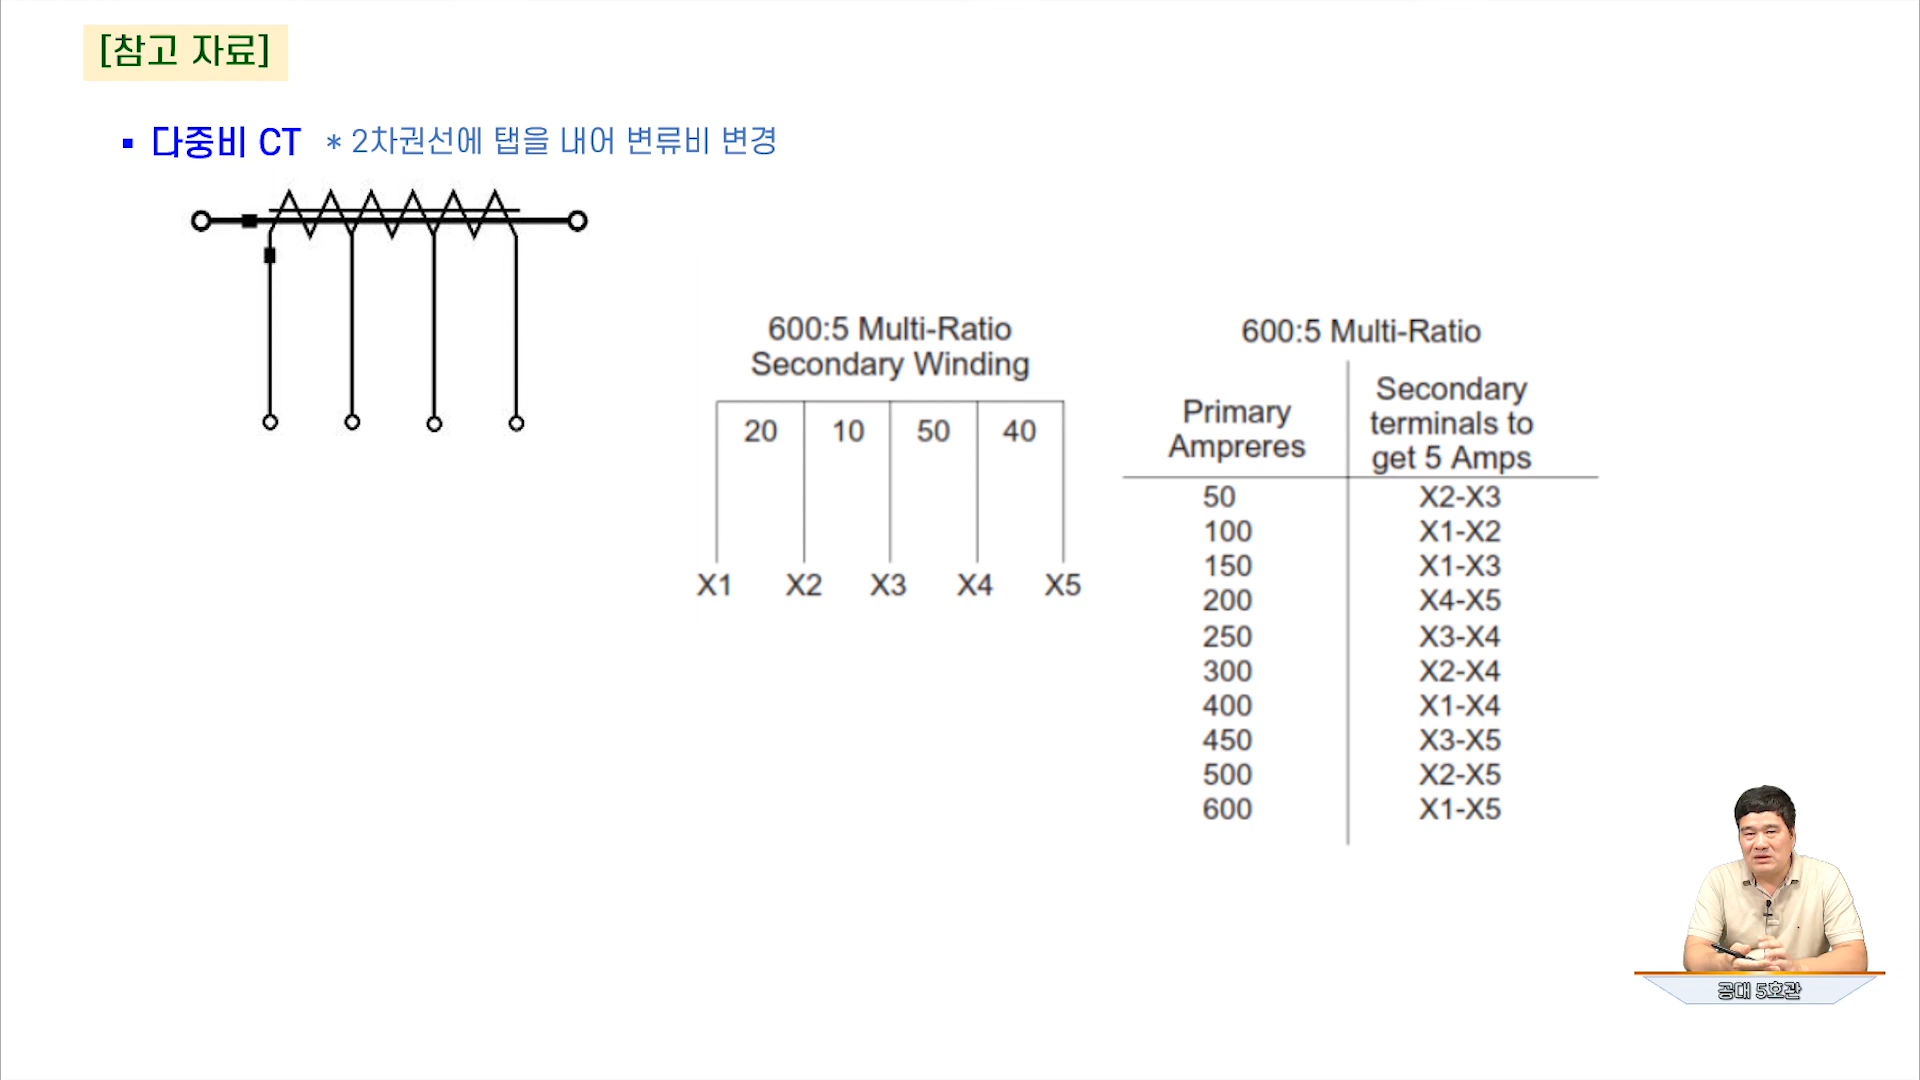 [참고 자료]
▪ 다중비 CT * 2차권선에 탭을 내어 변류비 변경
600:5 Multi-Ratio
Secondary Winding
20 10 50 40
X1 X2 X3 X4 X5
600:5 Multi-Ratio
Primary
Ampreres
Secondary
terminals to
get 5 Amps
50 X2-X3
100 X1-X2
150 X1-X3
200 X4-X5
250 X3-X4
300 X2-X4
400 X1-X4
450 X3-X5
500 X2-X5
600 X1-X5
공대 5호관